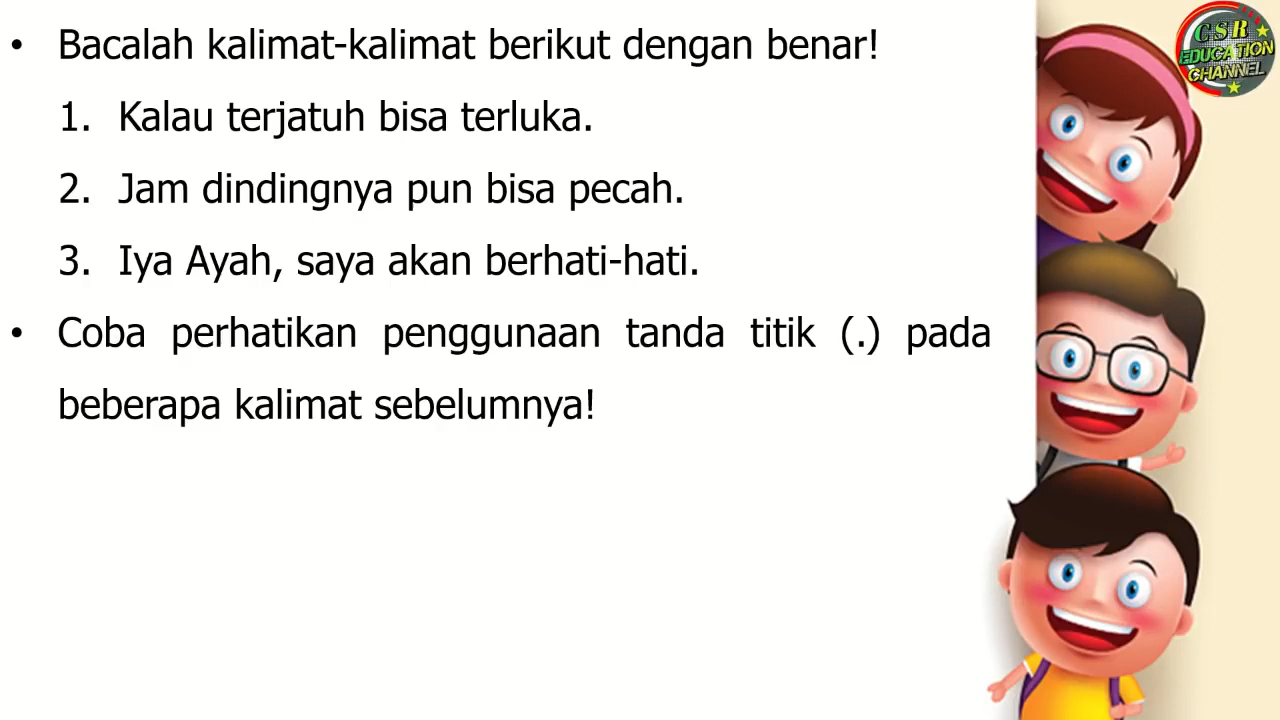 • Bacalah kalimat-kalimat berikut dengan benar!
1. Kalau terjatuh bisa terluka.
2. Jam dindingnya pun bisa pecah.
3. Iya Ayah, saya akan berhati-hati.
• Coba perhatikan penggunaan tanda titik (.) pada
beberapa kalimat sebelumnya!
CSR
EDUCATION
CHANNEL